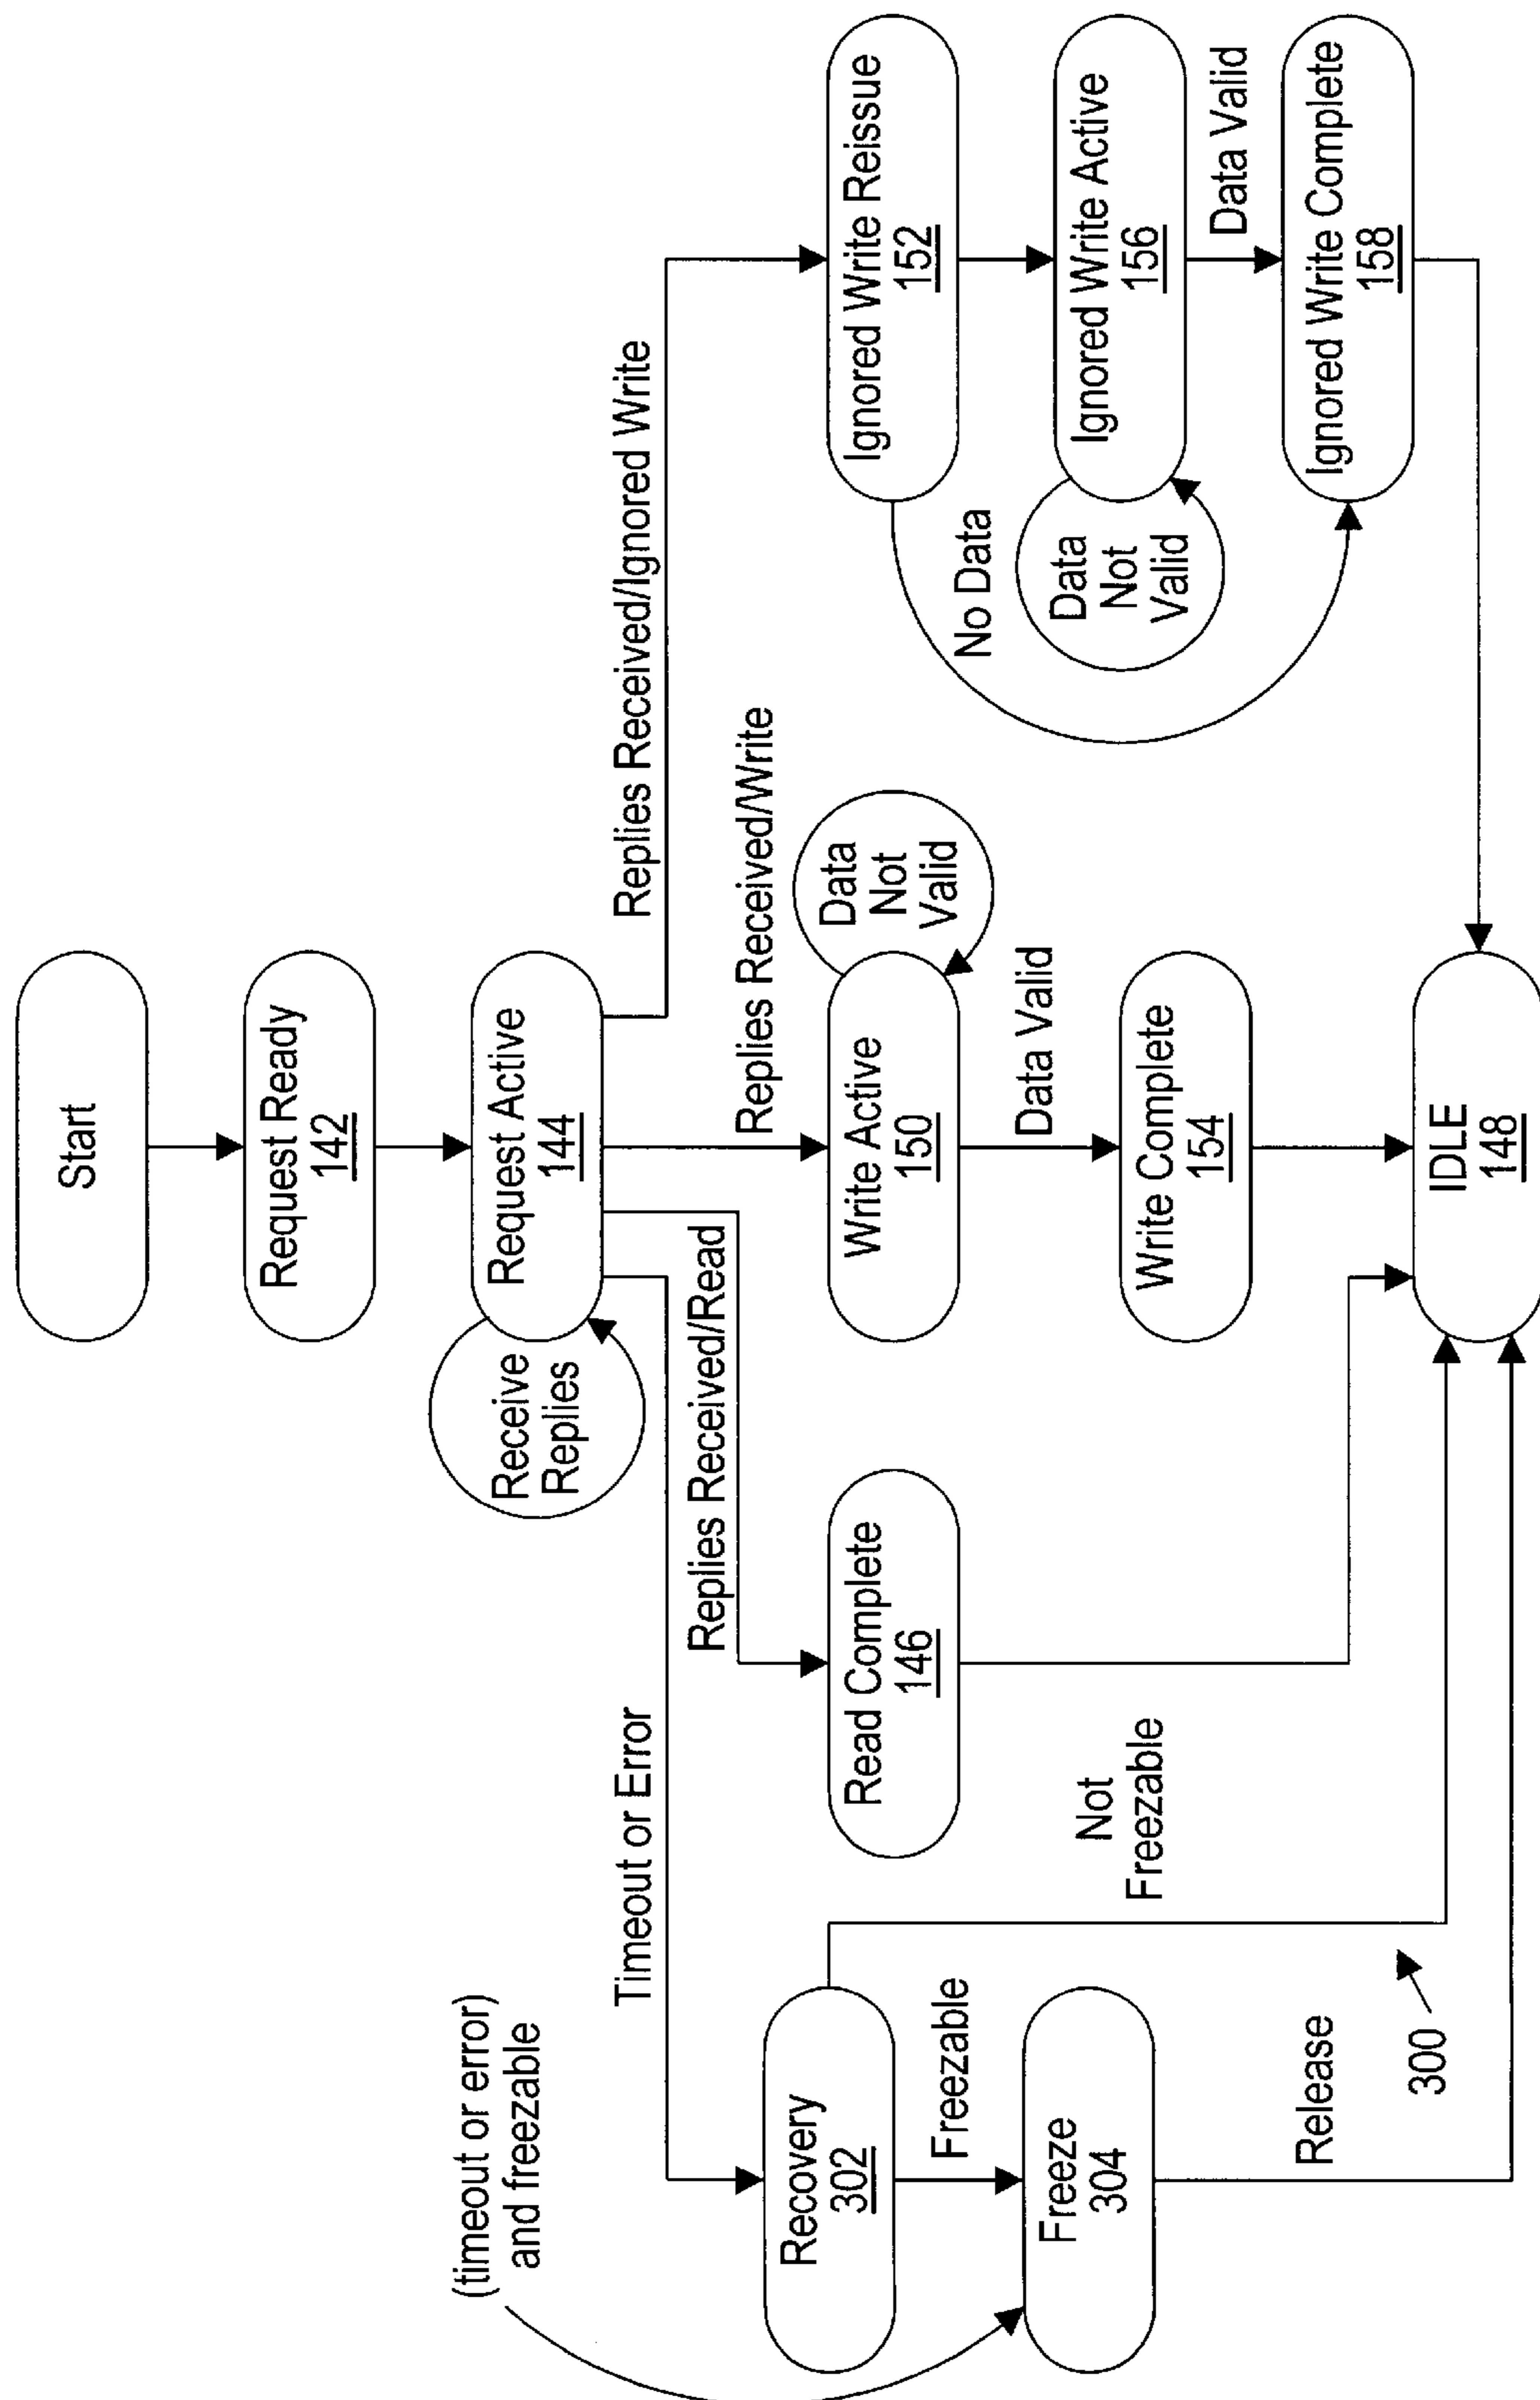 Start
Request Ready
142
Request Active
144
Receive
Replies
(timeout or error)
and freezable
Timeout or Error
Replies Received/Read
Replies Received/Write
Replies Received/Ignored Write
Recovery
302
Read Complete
146
Write Active
150
Data
Not
Valid
Ignored Write Reissue
152
Freezable
Not
Freezable
Data Valid
No Data
Data
Not
Valid
Ignored Write Active
156
Data Valid
Freeze
304
Write Complete
154
Ignored Write Complete
158
Release
300
IDLE
148